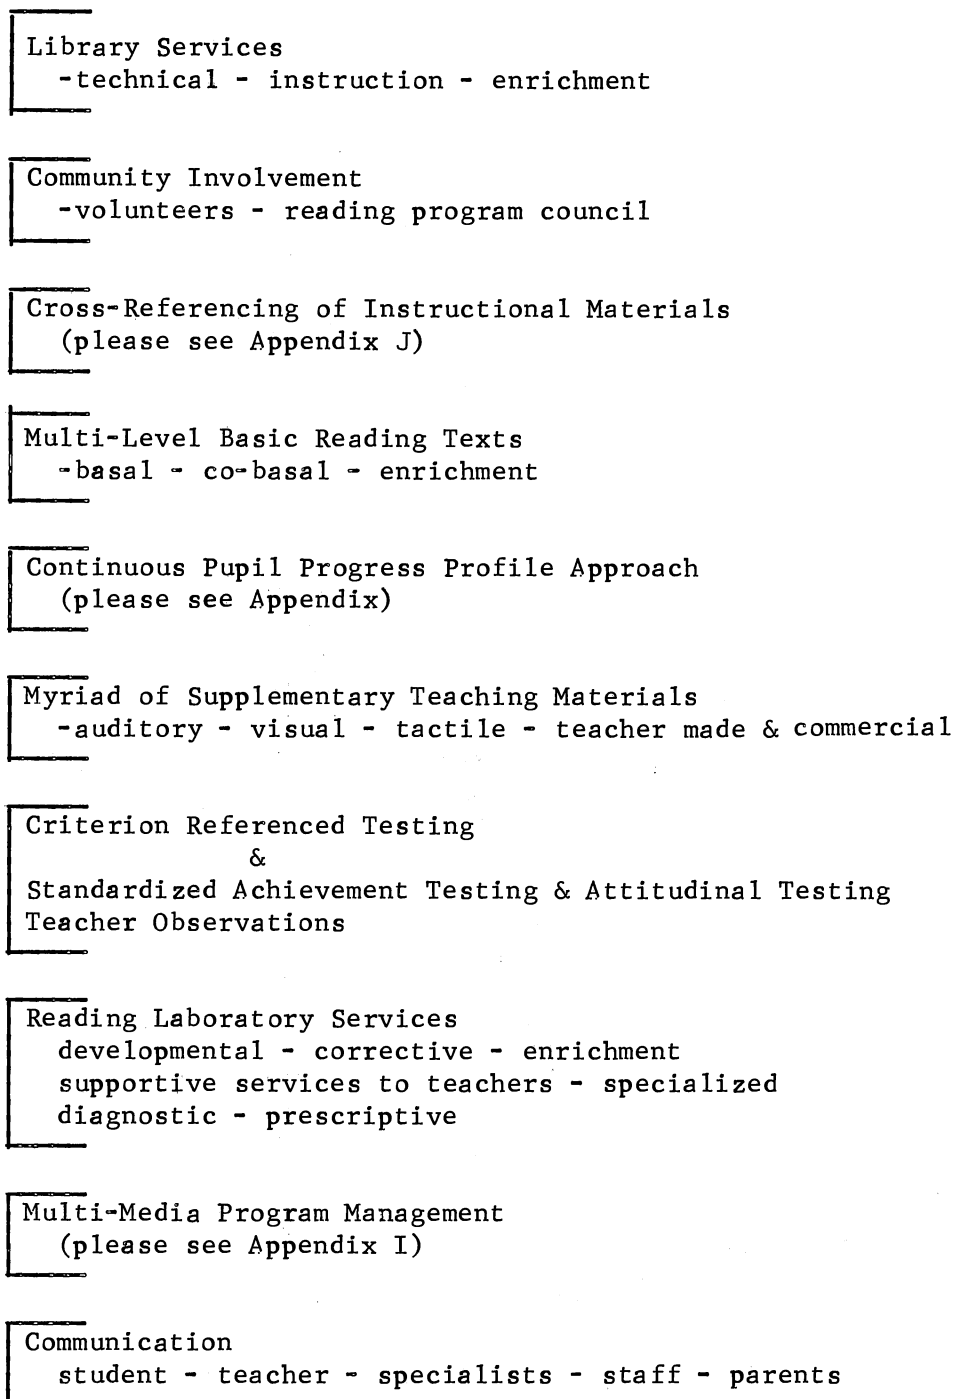 Library Services
-technical - instruction - enrichment
Community Involvement
-volunteers - reading program council
Cross-Referencing of Instructional Materials
(please see Appendix J)
Multi-Level Basic Reading Texts
-basal - co-basal - enrichment
Continuous Pupil Progress Profile Approach
(please see Appendix)
Myriad of Supplementary Teaching Materials
-auditory - visual - tactile - teacher made & commercial
Criterion Referenced Testing
&
Standardized Achievement Testing & Attitudinal Testing
Teacher Observations
Reading Laboratory Services
developmental - corrective - enrichment
supportive services to teachers - specialized
diagnostic - prescriptive
Multi-Media Program Management
(please see Appendix I)
Communication
student - teacher - specialists - staff - parents